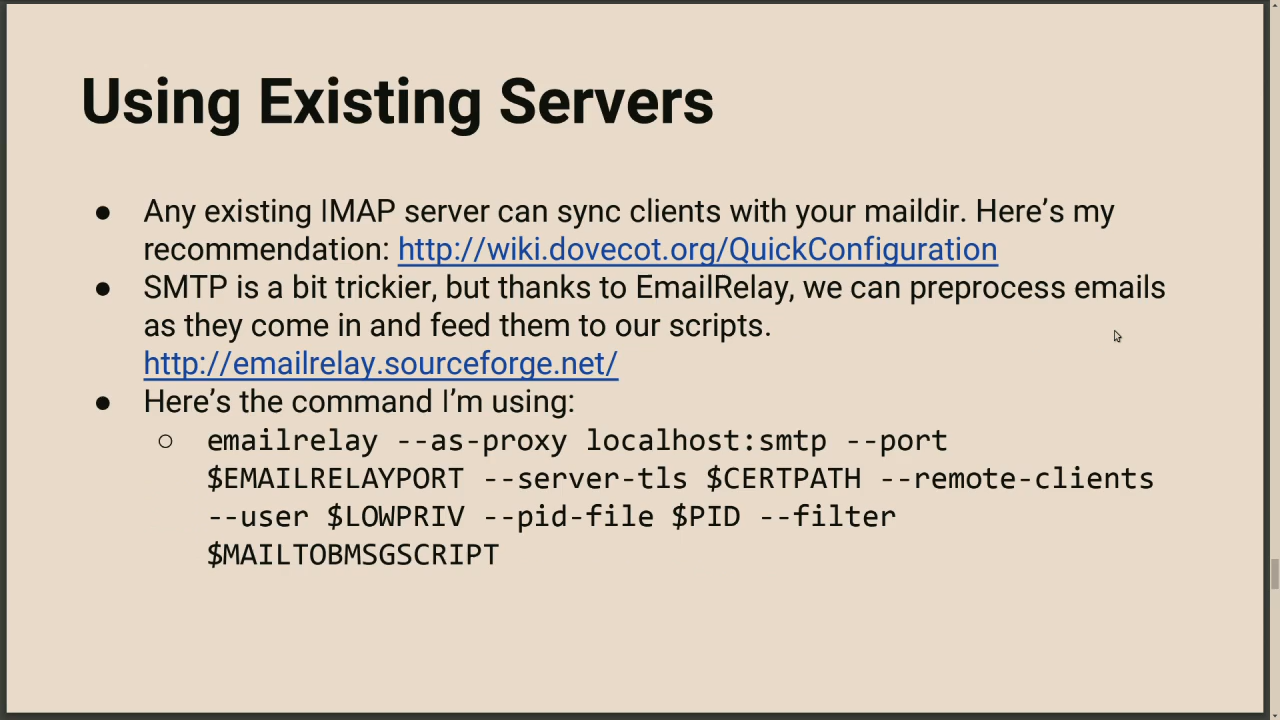 Using Existing Servers
● Any existing IMAP server can sync clients with your maildir. Here’s my
recommendation: http://wiki.dovecot.org/QuickConfiguration
● SMTP is a bit trickier, but thanks to EmailRelay, we can preprocess emails
as they come in and feed them to our scripts.
http://emailrelay.sourceforge.net/
● Here’s the command I’m using:
○ emailrelay --as-proxy localhost:smtp --port
$EMAILRELAYPORT --server-tls $CERTPATH --remote-clients
--user $LOWPRIV --pid-file $PID --filter
$MAILTOBMSGSCRIPT